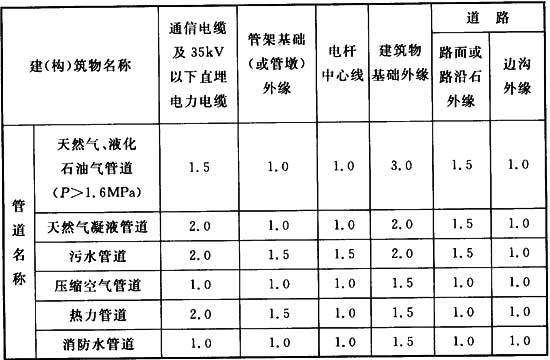 建(构)筑物名称 通信电缆及35kV以下直埋电力电缆 管架基础(或管墩)外缘 电杆中心线 建筑物基础外缘 道路 路面或路沿石外缘 边沟外缘
管道名称
天然气、液化石油气管道(P>1.6MPa) 1.5 1.0 1.0 3.0 1.5 1.0
天然气凝液管道 2.0 1.0 1.0 2.0 1.5 1.0
污水管道 2.0 1.5 1.5 2.0 1.5 1.0
压缩空气管道 1.0 1.0 1.0 1.5 1.0 1.0
热力管道 2.0 1.5 1.0 1.5 1.0 1.0
消防水管道 1.0 1.0 1.0 1.5 1.0 1.0